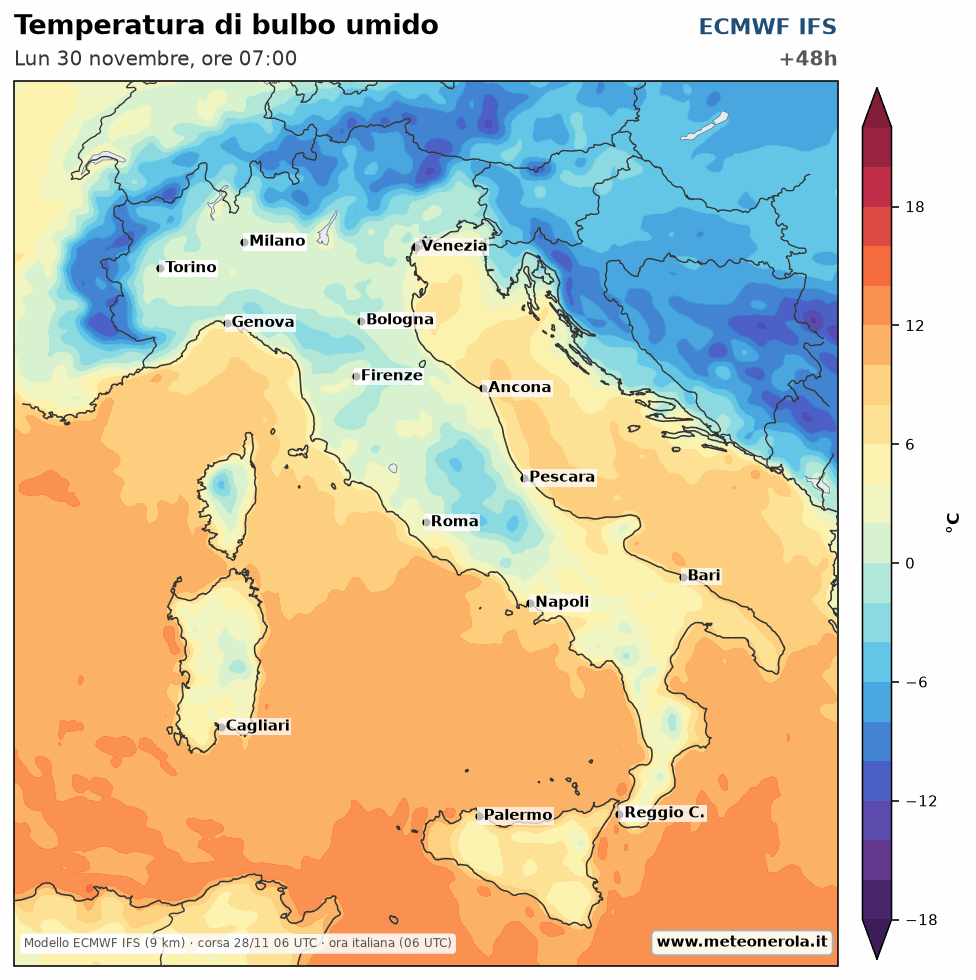 Temperatura di bulbo umido
ECMWF IFS
Lun 30 novembre, ore 07:00
+48h
Milano
Venezia
Torino
Genova
Bologna
Firenze
Ancona
Pescara
Roma
Bari
Napoli
Cagliari
Palermo
Reggio C.
18
12
6
0
−6
−12
−18
°C
Modello ECMWF IFS (9 km) · corsa 28/11 06 UTC · ora italiana (06 UTC)
www.meteonerola.it